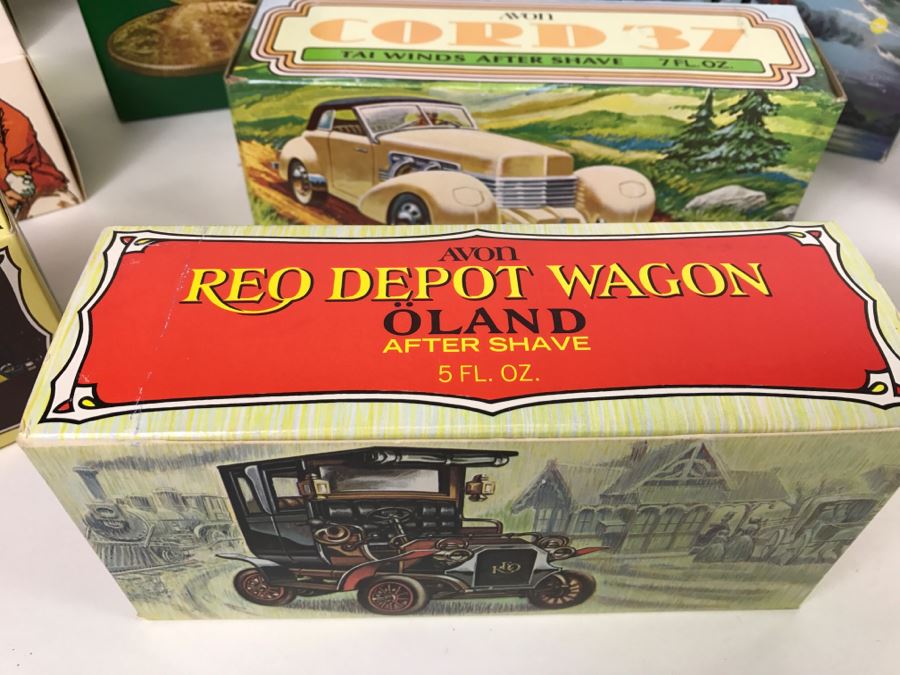 AVON
CORD '37
TAI WINDS AFTER SHAVE 7 FL. OZ.
AVON
REO DEPOT WAGON
ÖLAND
AFTER SHAVE
5 FL. OZ.
REO